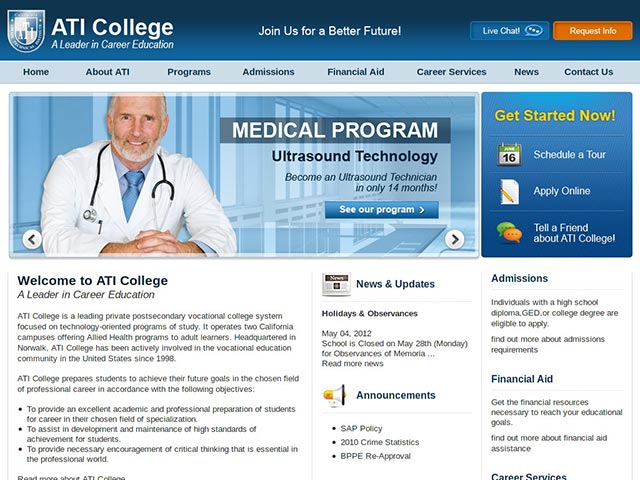 ATI College
A Leader in Career Education
Join Us for a Better Future!
Live Chat!
Request Info
Home
About ATI
Programs
Admissions
Financial Aid
Career Services
News
Contact Us
MEDICAL PROGRAM
Ultrasound Technology
Become an Ultrasound Technician
in only 14 months!
See our program
Get Started Now!
JUNE
16
Schedule a Tour
Apply Online
Tell a Friend
about ATI College!
Welcome to ATI College
A Leader in Career Education
ATI College is a leading private postsecondary vocational college system
focused on technology-oriented programs of study. It operates two California
campuses offering Allied Health programs to adult learners. Headquartered in
Norwalk, ATI College has been actively involved in the vocational education
community in the United States since 1998.
ATI College prepares students to achieve their future goals in the chosen field
of professional career in accordance with the following objectives:
To provide an excellent academic and professional preparation of students
for career in their chosen field of specialization.
To assist in development and maintenance of high standards of
achievement for students.
To provide necessary encouragement of critical thinking that is essential in
the professional world.
Read more about ATI College
News & Updates
Holidays & Observances
May 04, 2012
School is Closed on May 28th (Monday)
for Observances of Memoria ...
Read more news
Announcements
SAP Policy
2010 Crime Statistics
BPPE Re-Approval
Admissions
Individuals with a high school
diploma,GED,or college degree are
eligible to apply.
find out more about admissions
requirements
Financial Aid
Get the financial resources
necessary to reach your educational
goals.
find out more about financial aid
assistance
Career Services